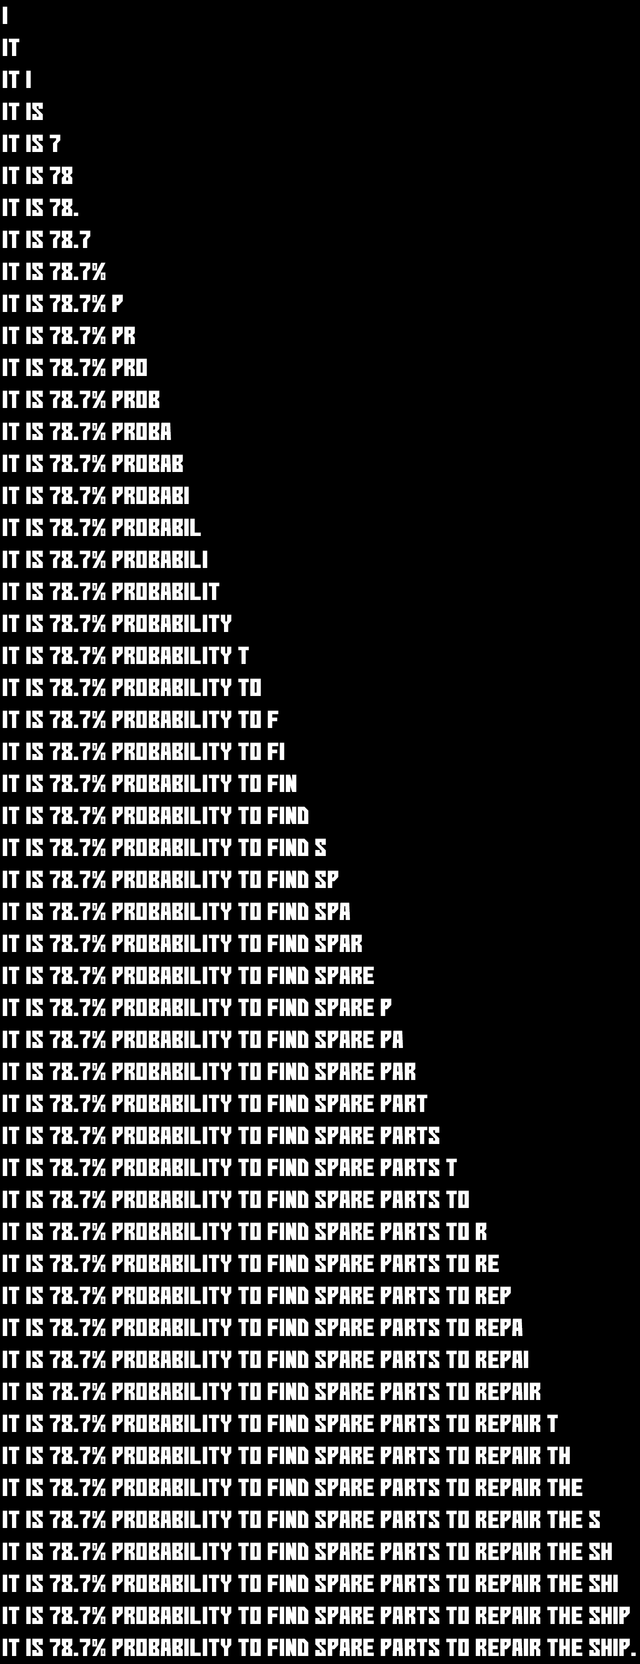 I
IT
IT I
IT IS
IT IS 7
IT IS 78
IT IS 78.
IT IS 78.7
IT IS 78.7%
IT IS 78.7% P
IT IS 78.7% PR
IT IS 78.7% PRO
IT IS 78.7% PROB
IT IS 78.7% PROBA
IT IS 78.7% PROBAB
IT IS 78.7% PROBABI
IT IS 78.7% PROBABIL
IT IS 78.7% PROBABILI
IT IS 78.7% PROBABILIT
IT IS 78.7% PROBABILITY
IT IS 78.7% PROBABILITY T
IT IS 78.7% PROBABILITY TO
IT IS 78.7% PROBABILITY TO F
IT IS 78.7% PROBABILITY TO FI
IT IS 78.7% PROBABILITY TO FIN
IT IS 78.7% PROBABILITY TO FIND
IT IS 78.7% PROBABILITY TO FIND S
IT IS 78.7% PROBABILITY TO FIND SP
IT IS 78.7% PROBABILITY TO FIND SPA
IT IS 78.7% PROBABILITY TO FIND SPAR
IT IS 78.7% PROBABILITY TO FIND SPARE
IT IS 78.7% PROBABILITY TO FIND SPARE P
IT IS 78.7% PROBABILITY TO FIND SPARE PA
IT IS 78.7% PROBABILITY TO FIND SPARE PAR
IT IS 78.7% PROBABILITY TO FIND SPARE PART
IT IS 78.7% PROBABILITY TO FIND SPARE PARTS
IT IS 78.7% PROBABILITY TO FIND SPARE PARTS T
IT IS 78.7% PROBABILITY TO FIND SPARE PARTS TO
IT IS 78.7% PROBABILITY TO FIND SPARE PARTS TO R
IT IS 78.7% PROBABILITY TO FIND SPARE PARTS TO RE
IT IS 78.7% PROBABILITY TO FIND SPARE PARTS TO REP
IT IS 78.7% PROBABILITY TO FIND SPARE PARTS TO REPA
IT IS 78.7% PROBABILITY TO FIND SPARE PARTS TO REPAI
IT IS 78.7% PROBABILITY TO FIND SPARE PARTS TO REPAIR
IT IS 78.7% PROBABILITY TO FIND SPARE PARTS TO REPAIR T
IT IS 78.7% PROBABILITY TO FIND SPARE PARTS TO REPAIR TH
IT IS 78.7% PROBABILITY TO FIND SPARE PARTS TO REPAIR THE
IT IS 78.7% PROBABILITY TO FIND SPARE PARTS TO REPAIR THE S
IT IS 78.7% PROBABILITY TO FIND SPARE PARTS TO REPAIR THE SH
IT IS 78.7% PROBABILITY TO FIND SPARE PARTS TO REPAIR THE SHI
IT IS 78.7% PROBABILITY TO FIND SPARE PARTS TO REPAIR THE SHIP
IT IS 78.7% PROBABILITY TO FIND SPARE PARTS TO REPAIR THE SHIP.